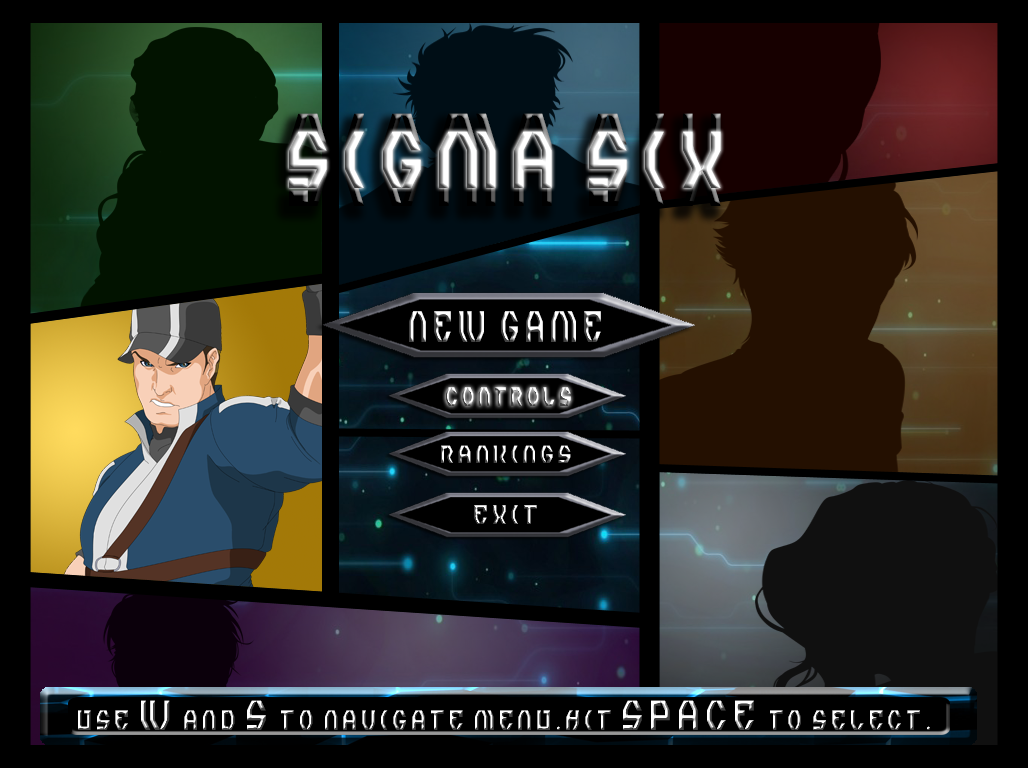 SIGMA SIX
NEW GAME
CONTROLS
RANKINGS
EXIT
USE W AND S TO NAVIGATE MENU.HIT SPACE TO SELECT.